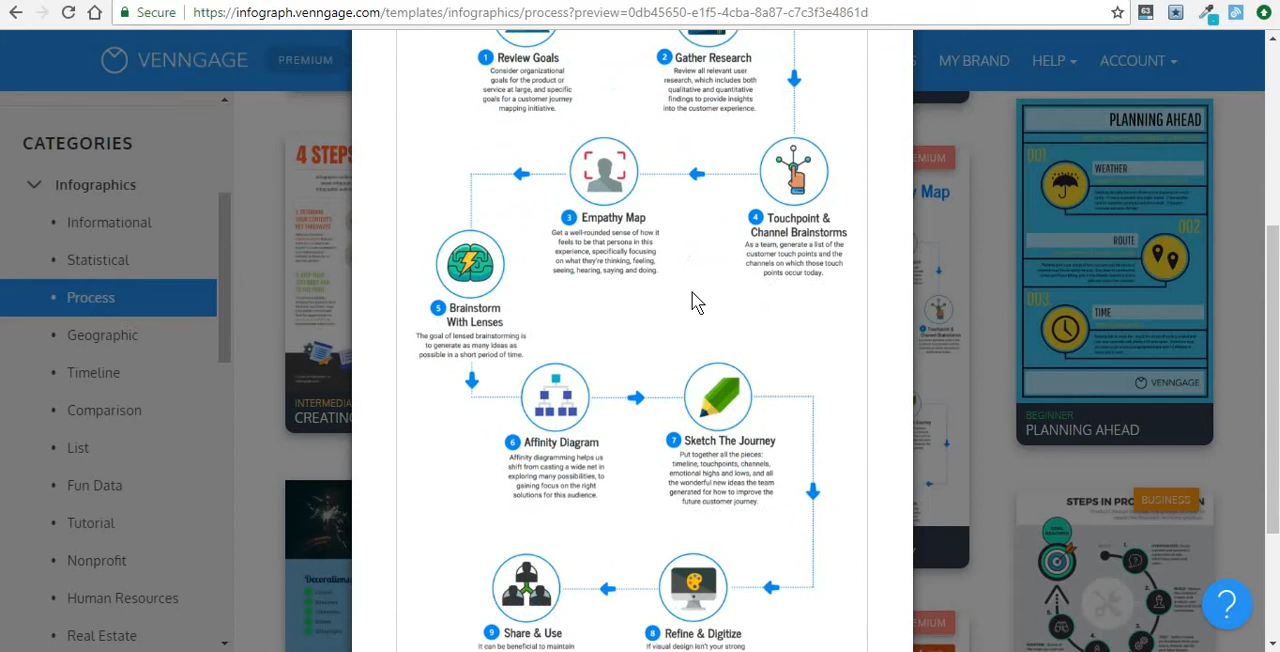 Secure
https://infograph.venngage.com/templates/infographics/process?preview=0db45650-e1f5-4cba-8a87-c7c3f3e4861d
63
VENNGAGE
PREMIUM
MY BRAND
HELP
ACCOUNT
CATEGORIES
Infographics
Informational
Statistical
Process
Geographic
Timeline
Comparison
List
Fun Data
Tutorial
Nonprofit
Human Resources
Real Estate
4 STEPS
INTERMED
CREATING
1 Review Goals
Consider organizational
goals for the product or
service at large, and specific
goals for a customer journey
mapping initiative.
2 Gather Research
Review all relevant user
research, which includes both
qualitative and quantitative
findings to provide insights
into the customer experience.
3 Empathy Map
Get a well-rounded sense of how it
feels to be that persona in this
experience, specifically focusing
on what they're thinking, feeling,
seeing, hearing, saying and doing.
4 Touchpoint &
Channel Brainstorms
As a team, generate a list of the
customer touch points and the
channels on which those touch
points occur today.
5 Brainstorm
With Lenses
The goal of lensed brainstorming is
to generate as many ideas as
possible in a short period of time.
6 Affinity Diagram
Affinity diagramming helps us
shift from casting a wide net in
exploring many possibilities, to
gaining focus on the right
solutions for this audience.
7 Sketch The Journey
Put together all the pieces:
timeline, touchpoints, channels,
emotional highs and lows, and all
the wonderful new ideas the team
generated for how to improve the
future customer journey.
9 Share & Use
It can be beneficial to maintain
8 Refine & Digitize
If visual design isn't your strong
EMIUM
Map
PLANNING AHEAD
001
WEATHER
002
ROUTE
003
TIME
VENNGAGE
BEGINNER
PLANNING AHEAD
BUSINESS
STEPS IN PRO
EMIUM
?